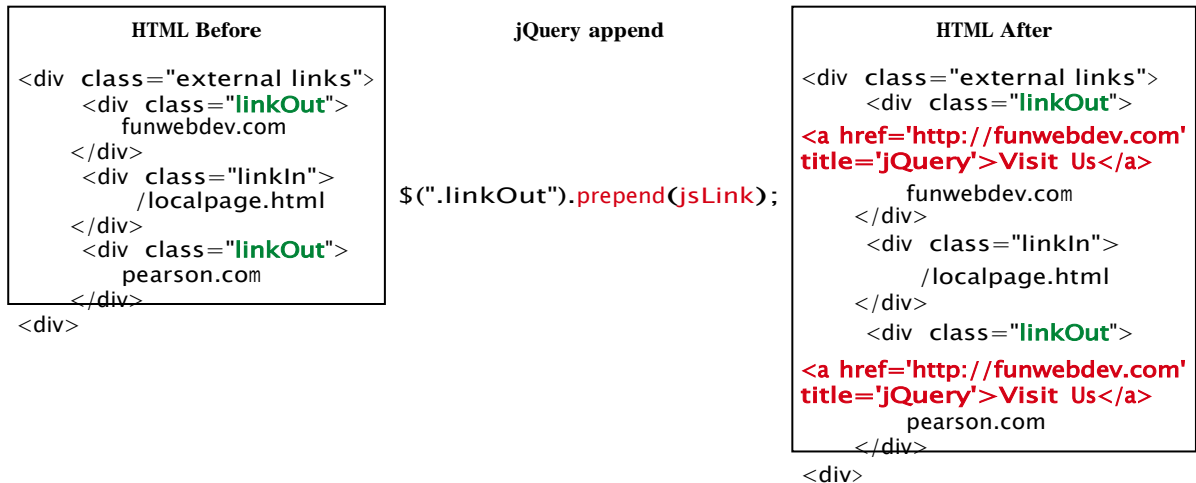 HTML Before
<div class="external links">
<div class="linkOut">
funwebdev.com
</div>
<div class="linkIn">
/localpage.html
</div>
<div class="linkOut">
pearson.com
</div>
<div>
jQuery append
$(".linkOut").prepend(jsLink);
HTML After
<div class="external links">
<div class="linkOut">
<a href='http://funwebdev.com'
title='jQuery'>Visit Us</a>
funwebdev.com
</div>
<div class="linkIn">
/localpage.html
</div>
<div class="linkOut">
<a href='http://funwebdev.com'
title='jQuery'>Visit Us</a>
pearson.com
</div>
<div>